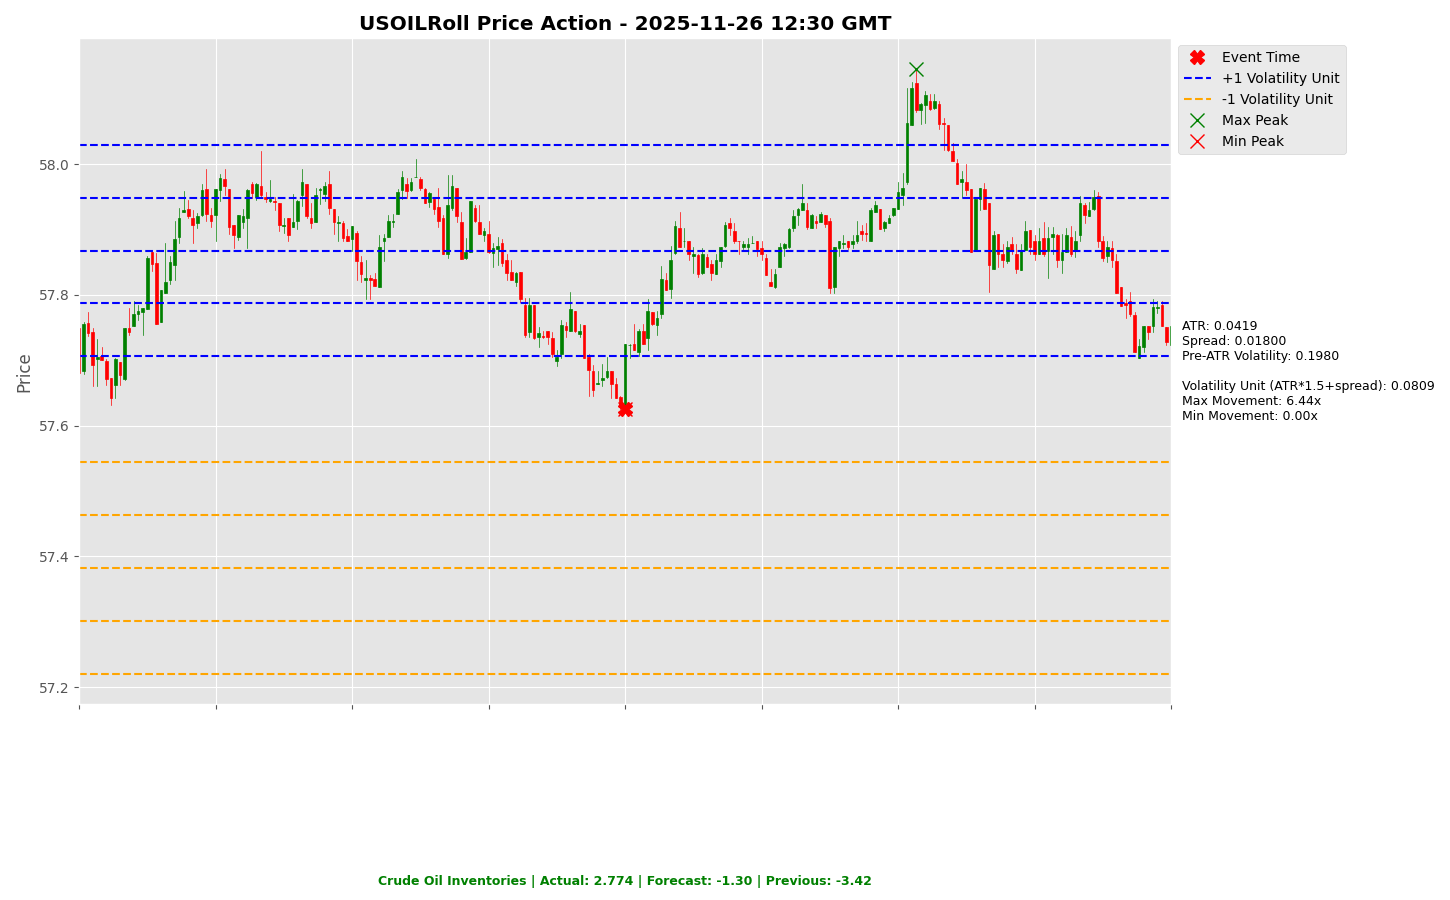 USOILRoll Price Action - 2025-11-26 12:30 GMT
Event Time
+1 Volatility Unit
-1 Volatility Unit
Max Peak
Min Peak
Price
58.0
57.8
57.6
57.4
57.2
ATR: 0.0419
Spread: 0.01800
Pre-ATR Volatility: 0.1980
Volatility Unit (ATR*1.5+spread): 0.0809
Max Movement: 6.44x
Min Movement: 0.00x
Crude Oil Inventories | Actual: 2.774 | Forecast: -1.30 | Previous: -3.42